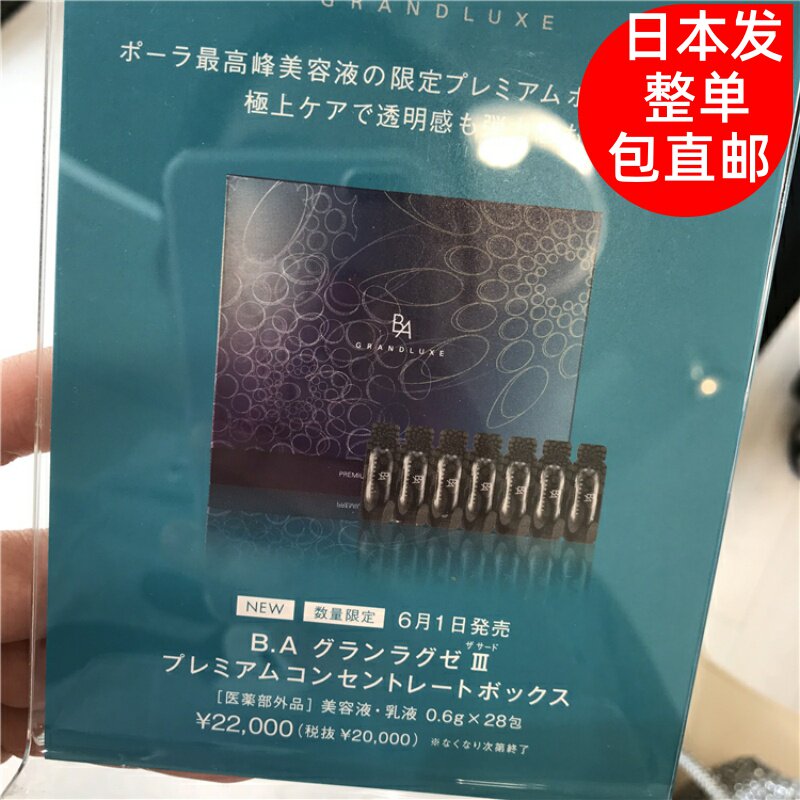 GRANDLUXE
日本发
整单
包直邮
ポーラ最高峰美容液の限定プレミアム
極上ケアで透明感も
BA
GRANDLUXE
NEW 数量限定 6月1日発売
ザ サード
B.A グランラグゼ Ⅲ
プレミアムコンセントレートボックス
[医薬部外品] 美容液・乳液 0.6g×28包
¥22,000(税抜 ¥20,000) ※なくなり次第終了